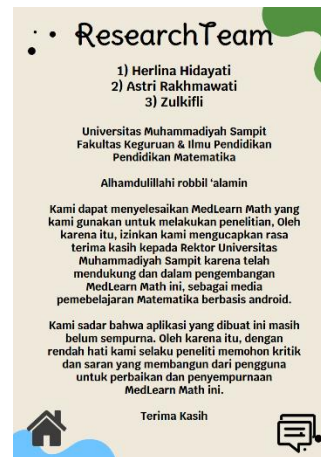 ResearchTeam
1) Herlina Hidayati
2) Astri Rakhmawati
3) Zulkifli
Universitas Muhammadiyah Sampit
Fakultas Keguruan & Ilmu Pendidikan
Pendidikan Matematika
Alhamdulillahi robbil ‘alamin
Kami dapat menyelesaikan MedLearn Math yang
kami gunakan untuk melakukan penelitian, Oleh
karena itu, izinkan kami mengucapkan rasa
terima kasih kepada Rektor Universitas
Muhammadiyah Sampit karena telah
mendukung dan dalam pengembangan
MedLearn Math ini, sebagai media
pemebelajaran Matematika berbasis android.
Kami sadar bahwa aplikasi yang dibuat ini masih
belum sempurna. Oleh karena itu, dengan
rendah hati kami selaku peneliti memohon kritik
dan saran yang membangun dari pengguna
untuk perbaikan dan penyempurnaan
MedLearn Math ini.
Terima Kasih